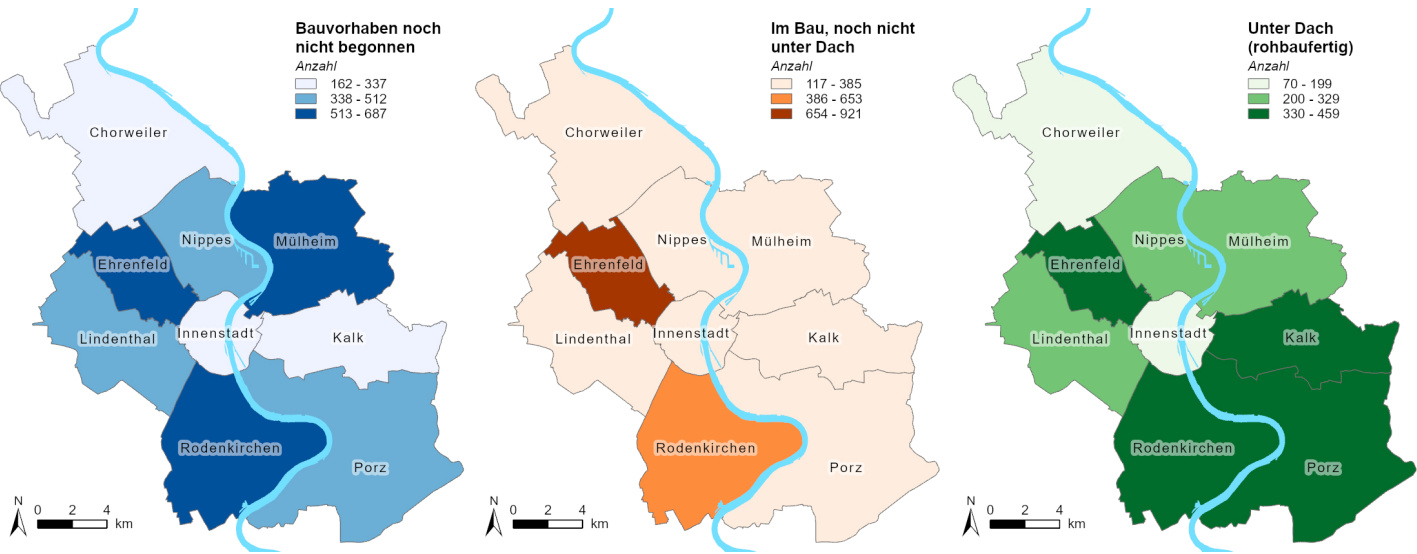 Bauvorhaben noch
nicht begonnen
Anzahl
162 - 337
338 - 512
513 - 687
Chorweiler
Nippes
Mülheim
Ehrenfeld
Innenstadt
Lindenthal
Kalk
Rodenkirchen
Porz
N
0 2 4
km
Im Bau, noch nicht
unter Dach
Anzahl
117 - 385
386 - 653
654 - 921
Chorweiler
Nippes
Mülheim
Ehrenfeld
Innenstadt
Lindenthal
Kalk
Rodenkirchen
Porz
N
0 2 4
km
Unter Dach
(rohbaufertig)
Anzahl
70 - 199
200 - 329
330 - 459
Chorweiler
Nippes
Mülheim
Ehrenfeld
Innenstadt
Lindenthal
Kalk
Rodenkirchen
Porz
N
0 2 4
km